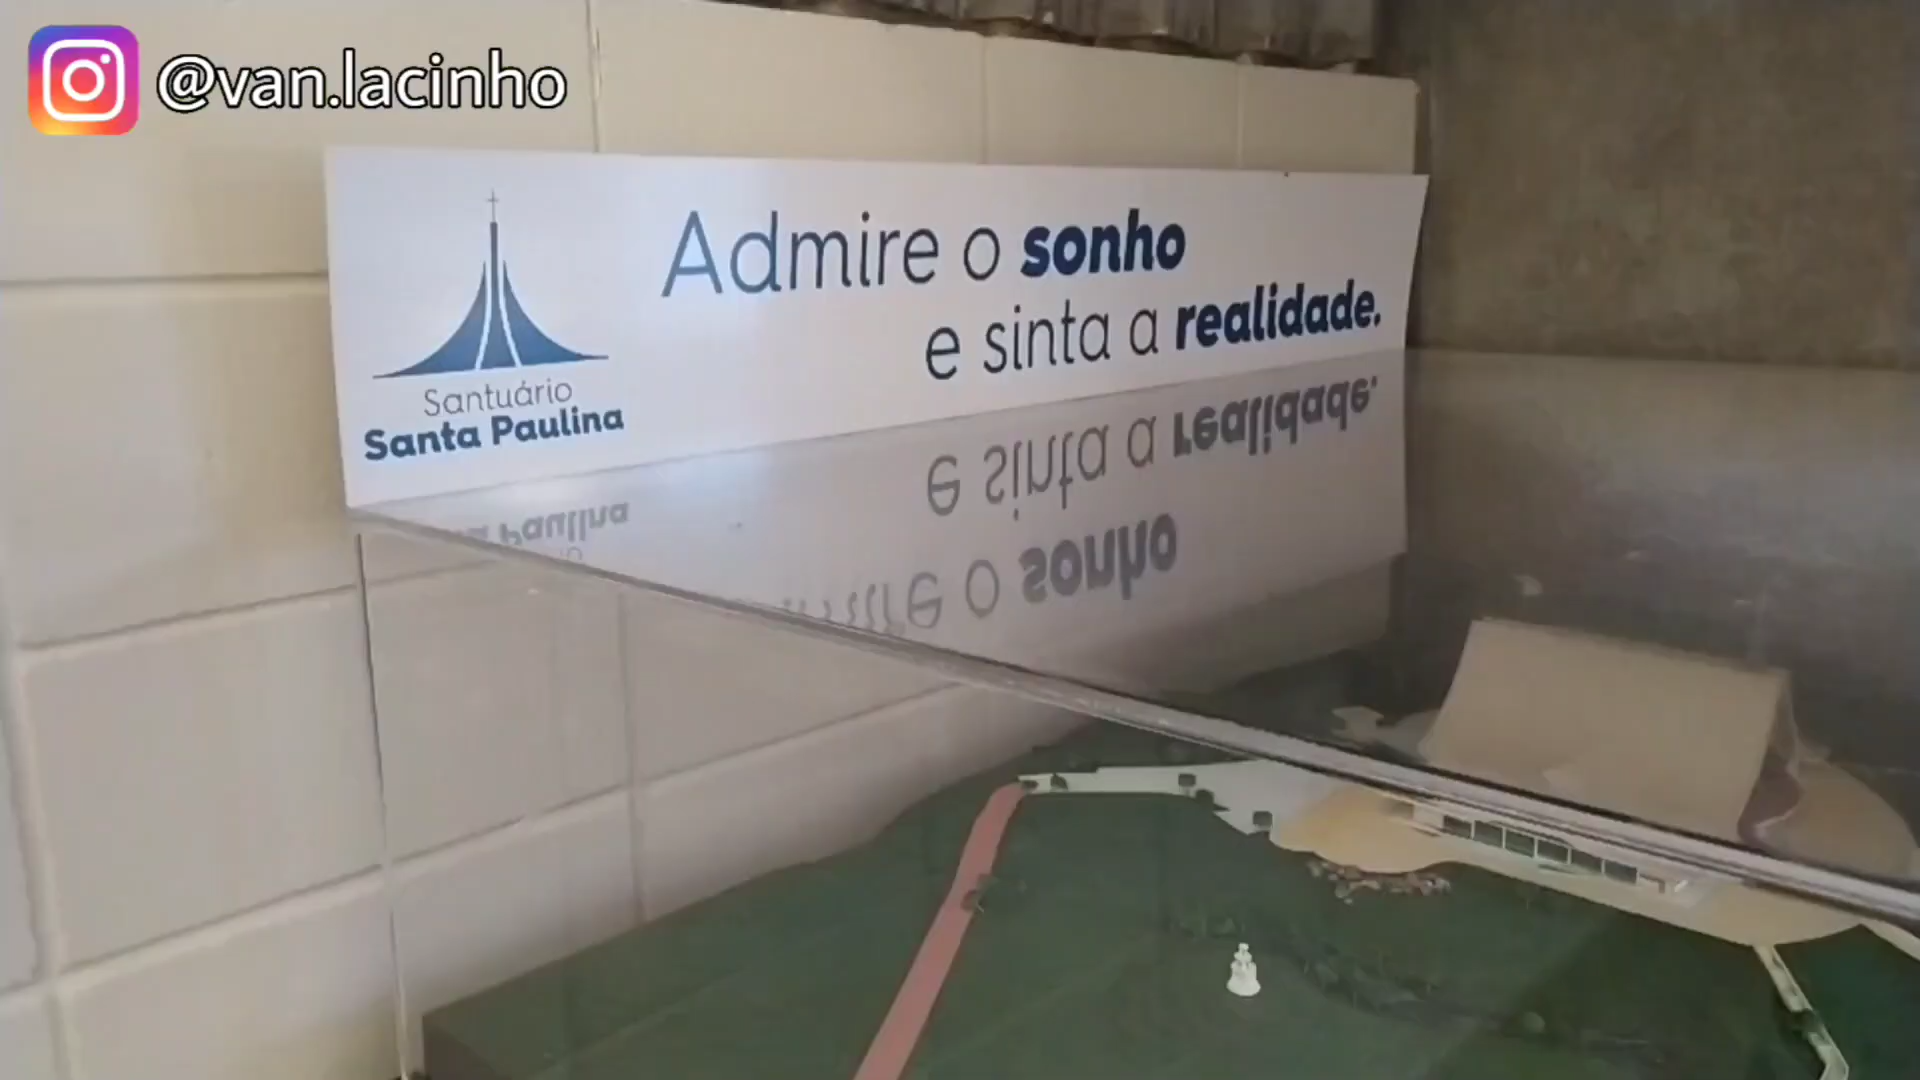 @van.lacinho
Admire o sonho
e sinta a realidade.
Santuário
Santa Paulina